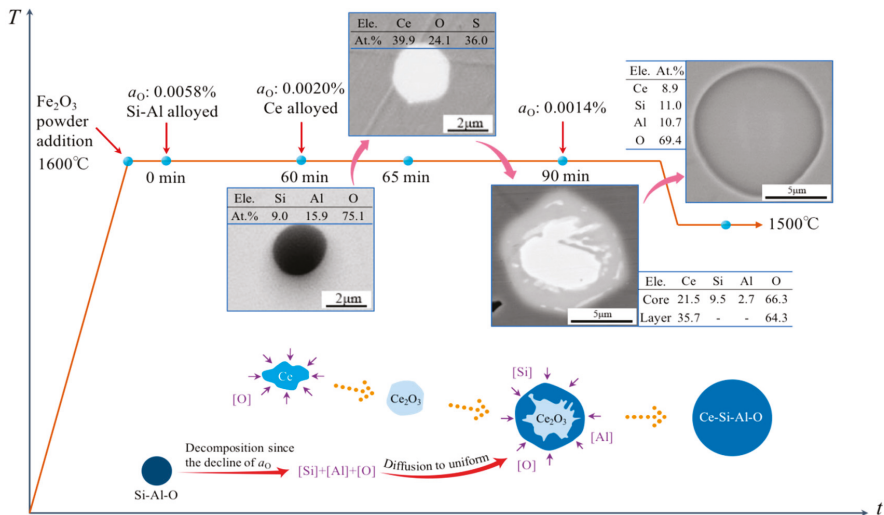 T
Fe₂O₃
powder
addition
1600℃
aO: 0.0058%
Si-Al alloyed
0 min
aO: 0.0020%
Ce alloyed
60 min
Ele. Ce O S
At.% 39.9 24.1 36.0
2μm
65 min
aO: 0.0014%
90 min
Ele. At.%
Ce 8.9
Si 11.0
Al 10.7
O 69.4
5μm
1500℃
Ele. Si Al O
At.% 9.0 15.9 75.1
2μm
5μm
Ele. Ce Si Al O
Core 21.5 9.5 2.7 66.3
Layer 35.7 - - 64.3
Ce
[O]
Ce₂O₃
[Si]
Ce₂O₃
[Al]
[O]
Ce-Si-Al-O
Si-Al-O
Decomposition since
the decline of aO
[Si]+[Al]+[O]
Diffusion to uniform
t